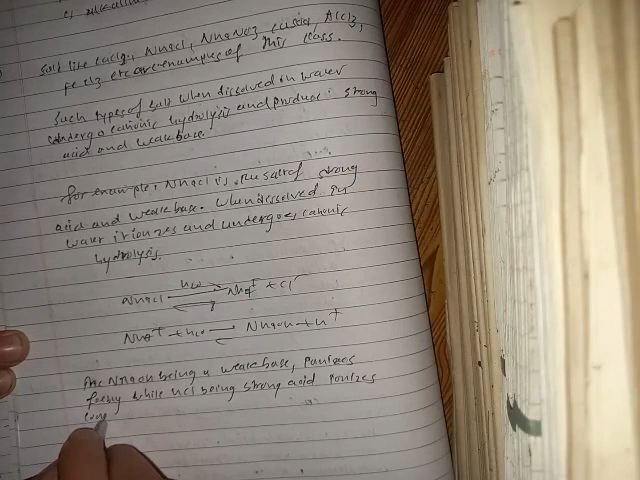 Salt like CaCl2, NH4Cl, NH4NO3 CuSO4, AlCl3,
FeCl3 etc are examples of this class.
Such types of salt when dissolved in water
undergo cationic hydrolysis and produce strong
acid and weak base.
For example, NH4Cl is the salt of strong
acid and weak base. When dissolved in
water it ionizes and undergoes cationic
hydrolysis.
NH4Cl NH4+ + Cl-
NH4+ + H2O NH4OH + H+
NH4OH being a weak base, ionizes
while HCl being strong acid ionizes